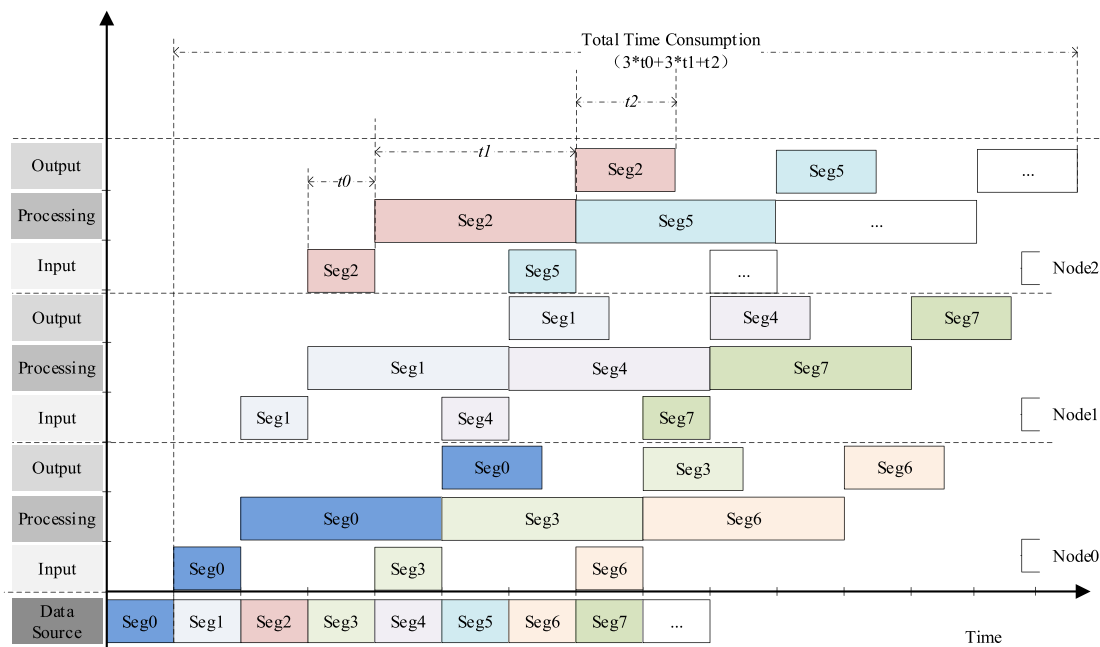 Total Time Consumption
（3*t0+3*t1+t2）
t2
t1
t0
Output
Seg2
Seg5
...
Processing
Seg2
Seg5
...
Input
Seg2
Seg5
...
Node2
Output
Seg1
Seg4
Seg7
Processing
Seg1
Seg4
Seg7
Input
Seg1
Seg4
Seg7
Node1
Output
Seg0
Seg3
Seg6
Processing
Seg0
Seg3
Seg6
Input
Seg0
Seg3
Seg6
Node0
Data
Source
Seg0
Seg1
Seg2
Seg3
Seg4
Seg5
Seg6
Seg7
...
Time